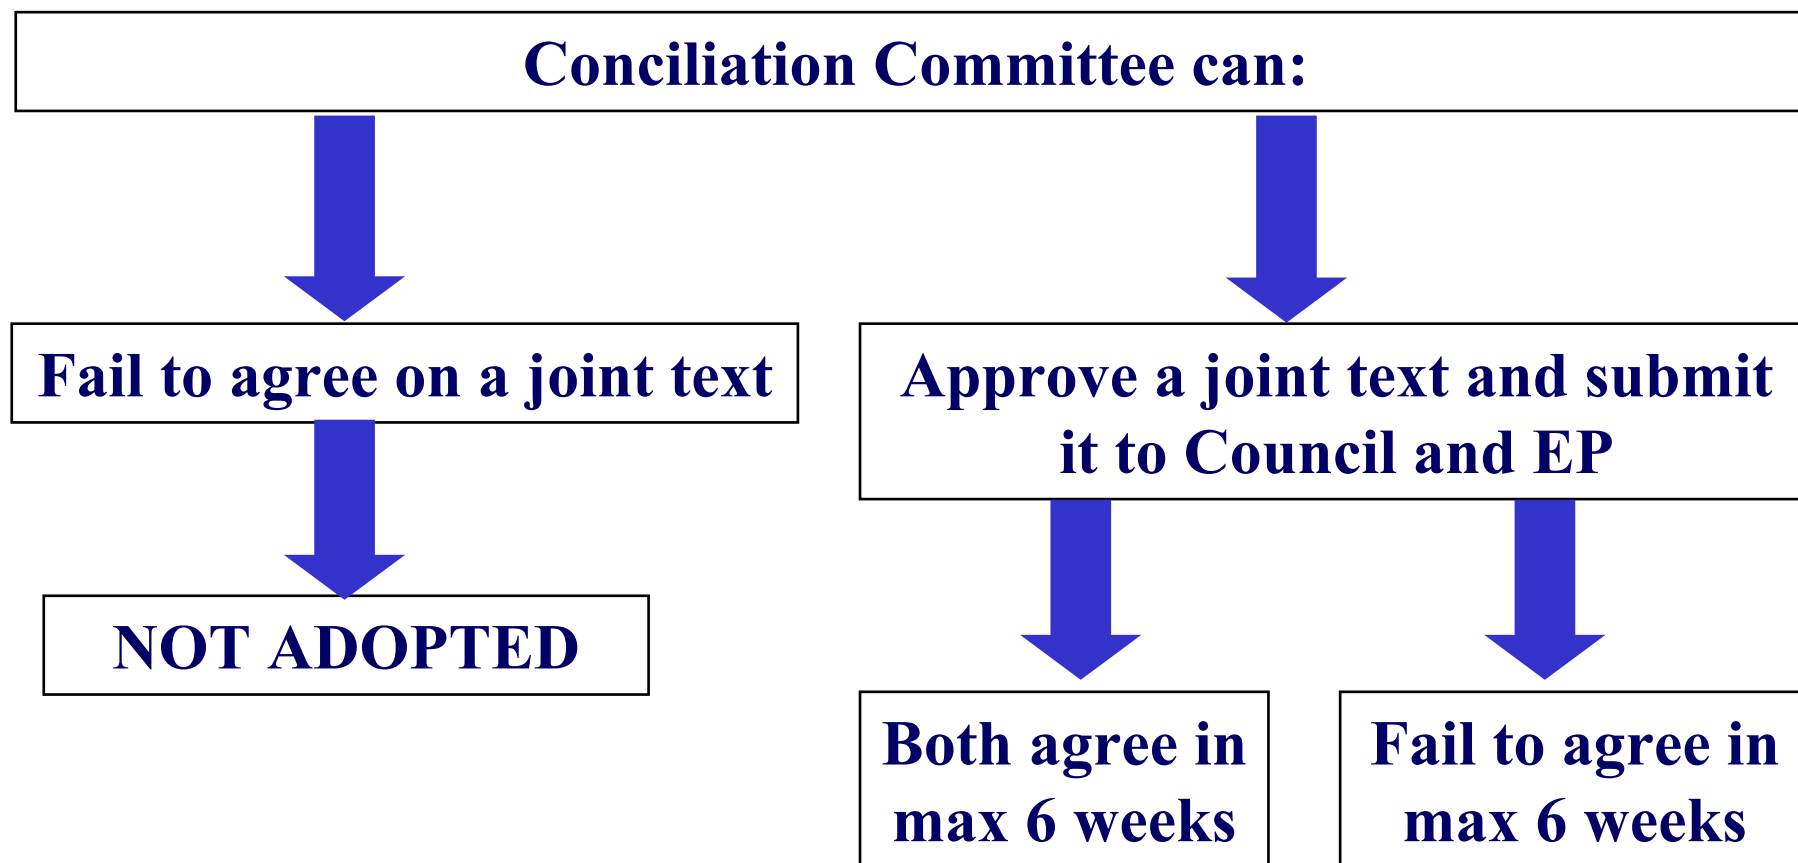 Conciliation Committee can:
Fail to agree on a joint text
Approve a joint text and submit
it to Council and EP
NOT ADOPTED
Both agree in
max 6 weeks
Fail to agree in
max 6 weeks